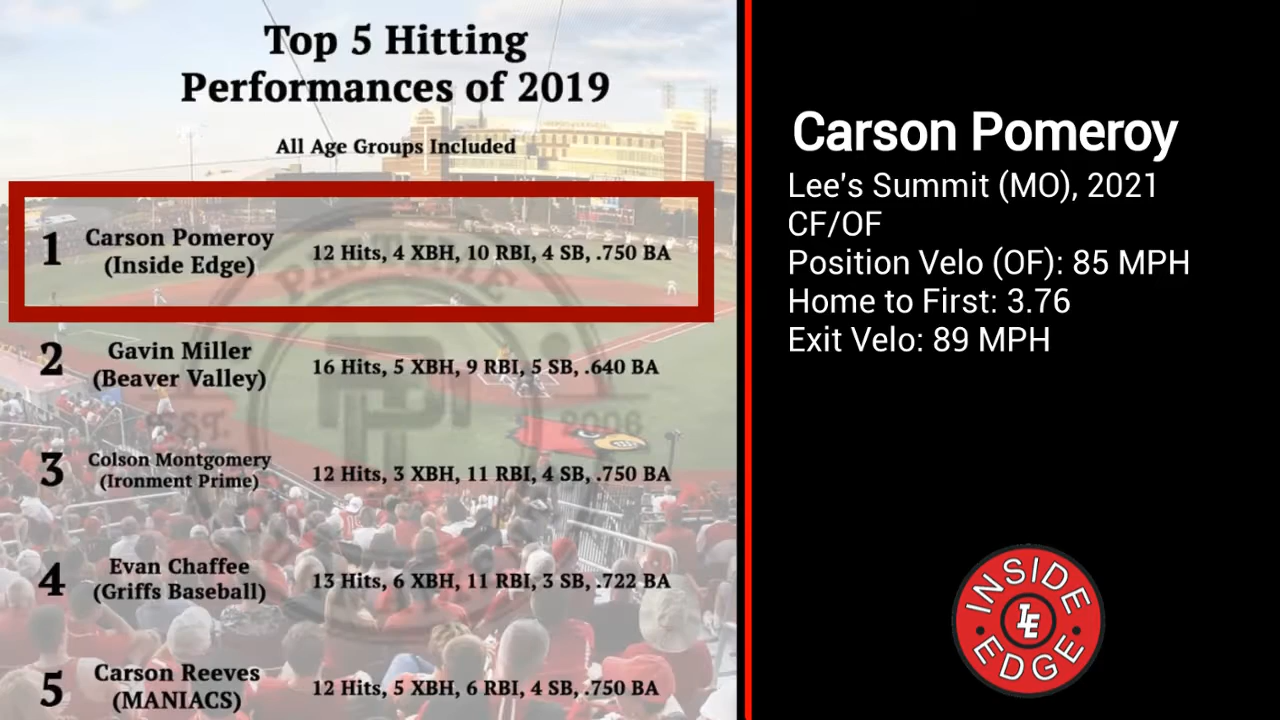 Top 5 Hitting
Performances of 2019
All Age Groups Included
1
Carson Pomeroy
(Inside Edge)
12 Hits, 4 XBH, 10 RBI, 4 SB, .750 BA
2
Gavin Miller
(Beaver Valley)
16 Hits, 5 XBH, 9 RBI, 5 SB, .640 BA
3
Colson Montgomery
(Ironment Prime)
12 Hits, 3 XBH, 11 RBI, 4 SB, .750 BA
4
Evan Chaffee
(Griffs Baseball)
13 Hits, 6 XBH, 11 RBI, 3 SB, .722 BA
5
Carson Reeves
(MANIACS)
12 Hits, 5 XBH, 6 RBI, 4 SB, .750 BA
EST.
2006
Carson Pomeroy
Lee's Summit (MO), 2021
CF/OF
Position Velo (OF): 85 MPH
Home to First: 3.76
Exit Velo: 89 MPH
INSIDE
IE
EDGE